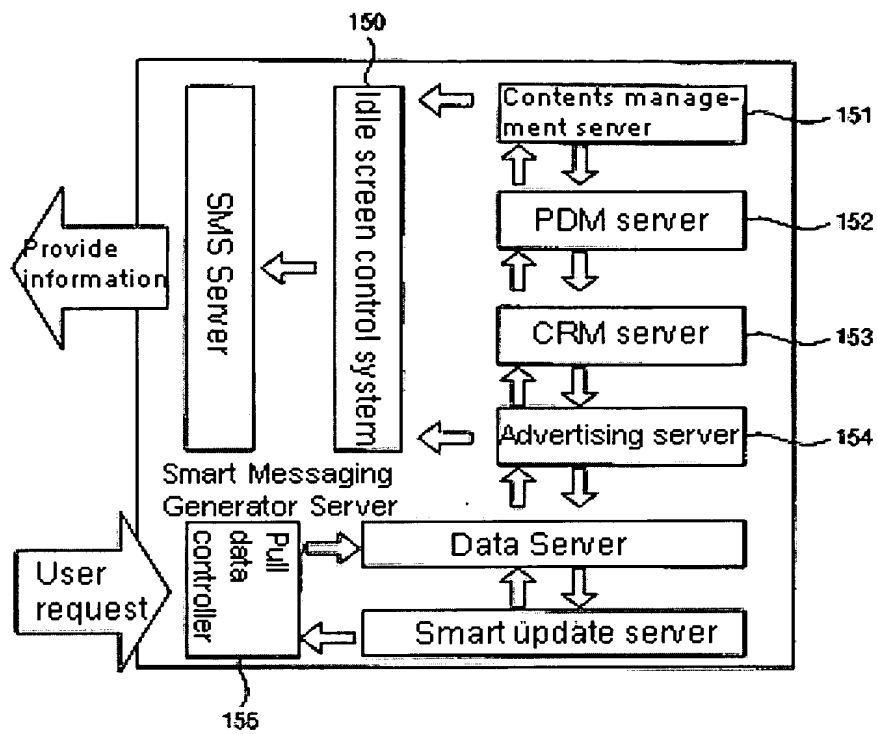 150
Contents manage-
ment server
151
Idle screen control system
SMS Server
PDM server
152
Provide
information
CRM server
153
Advertising server
154
Smart Messaging
Generator Server
Pull
data
controller
Data Server
User
request
Smart update server
155